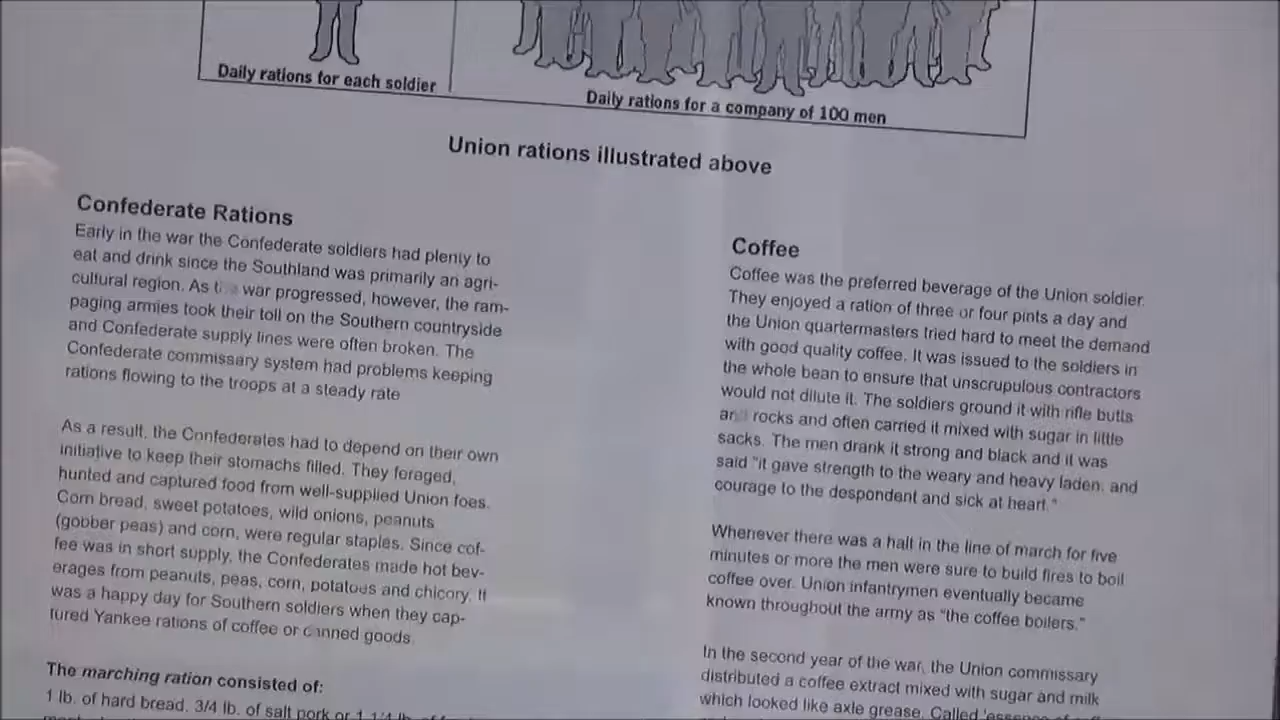 Daily rations for each soldier
Daily rations for a company of 100 men
Union rations illustrated above
Confederate Rations
Early in the war the Confederate soldiers had plenty to
eat and drink since the Southland was primarily an agri-
cultural region. As war progressed, however, the ram-
paging armies took their toll on the Southern countryside
and Confederate supply lines were often broken. The
Confederate commissary system had problems keeping
rations flowing to the troops at a steady rate
As a result, the Confederates had to depend on their own
initiative to keep their stomachs filled. They foraged,
hunted and captured food from well-supplied Union foes.
Corn bread, sweet potatoes, wild onions, peanuts
(goober peas) and corn, were regular staples. Since cof-
fee was in short supply, the Confederates made hot bev-
erages from peanuts, peas, corn, potatoes and chicory. It
was a happy day for Southern soldiers when they cap-
tured Yankee rations of coffee or canned goods.
The marching ration consisted of:
1 lb. of hard bread, 3/4 lb. of salt pork or 1 1/4 lb. of
Coffee
Coffee was the preferred beverage of the Union soldier.
They enjoyed a ration of three or four pints a day and
the Union quartermasters tried hard to meet the demand
with good quality coffee. It was issued to the soldiers in
the whole bean to ensure that unscrupulous contractors
would not dilute it. The soldiers ground it with rifle butts
and rocks and often carried it mixed with sugar in little
sacks. The men drank it strong and black and it was
said "it gave strength to the weary and heavy laden, and
courage to the despondent and sick at heart."
Whenever there was a halt in the line of march for five
minutes or more the men were sure to build fires to boil
coffee over. Union infantrymen eventually became
known throughout the army as "the coffee boilers."
In the second year of the war, the Union commissary
distributed a coffee extract mixed with sugar and milk
which looked like axle grease. Called 'essence of